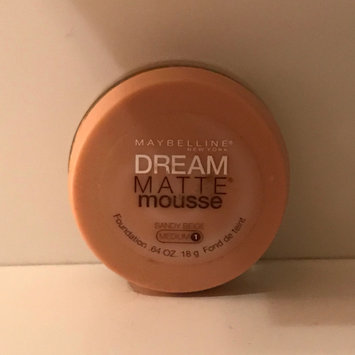 MAYBELLINE®
NEW YORK
DREAM
MATTE®
mousse
SANDY BEIGE
MEDIUM 1
Foundation .64 OZ. 18 g Fond de teint